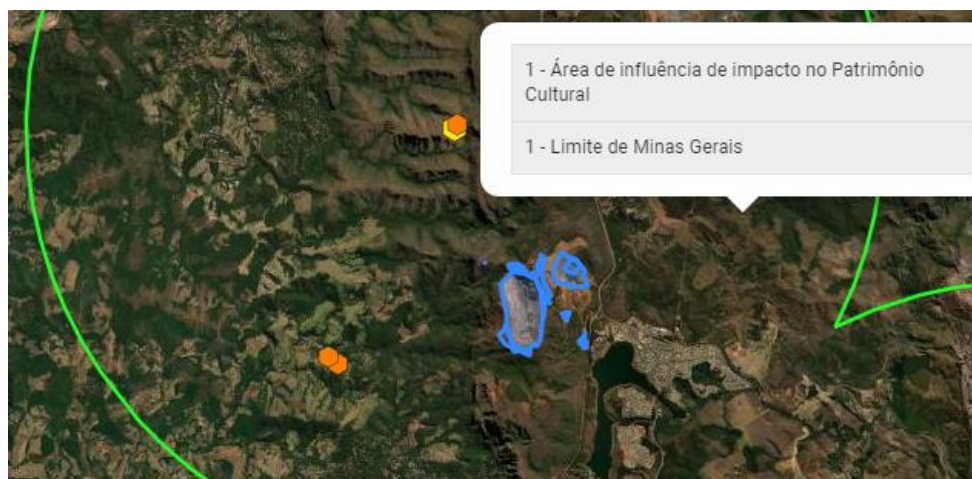 1 - Área de influência de impacto no Patrimônio
Cultural
1 - Limite de Minas Gerais